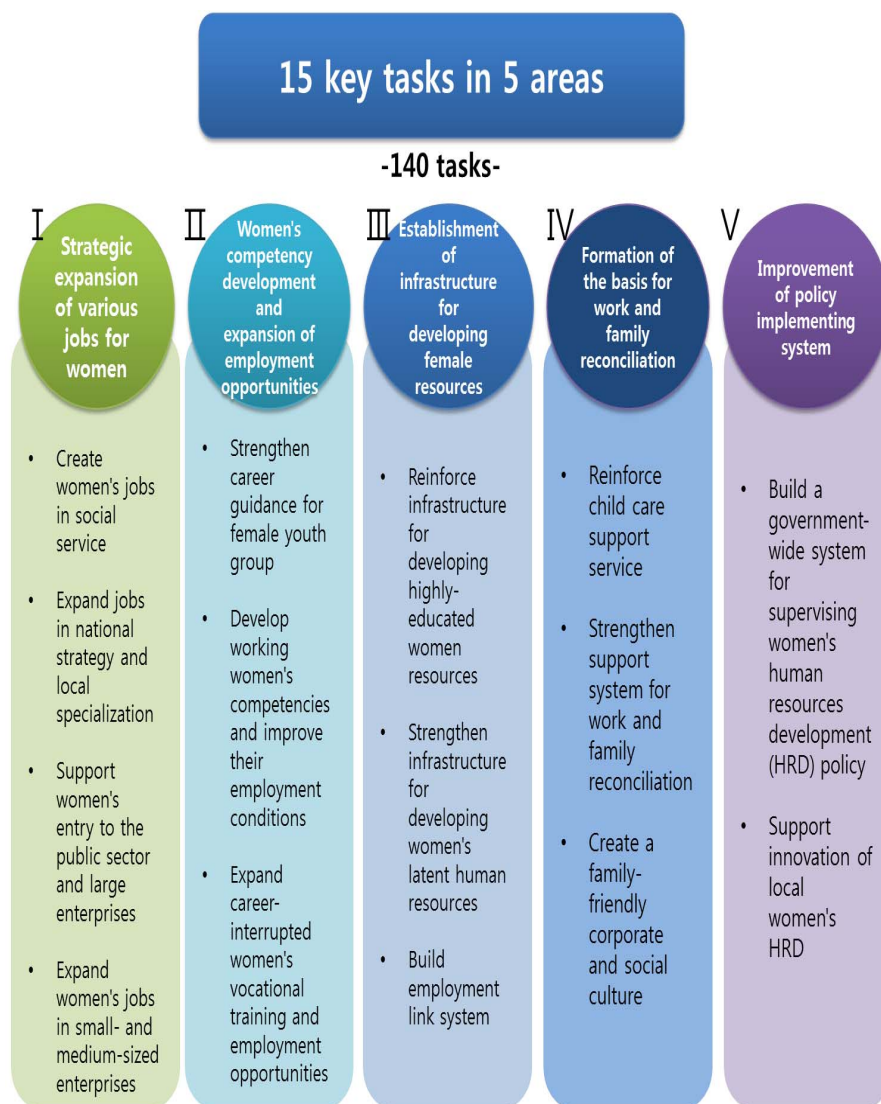 15 key tasks in 5 areas
-140 tasks-
I
Strategic
expansion
of various
jobs for
women
• Create
women's jobs
in social
service
• Expand jobs
in national
strategy and
local
specialization
• Support
women's
entry to the
public sector
and large
enterprises
• Expand
women's jobs
in small- and
medium-sized
enterprises
II
Women's
competency
development
and
expansion of
employment
opportunities
• Strengthen
career
guidance for
female youth
group
• Develop
working
women's
competencies
and improve
their
employment
conditions
• Expand
career-
interrupted
women's
vocational
training and
employment
opportunities
III
Establishment
of
infrastructure
for
developing
female
resources
• Reinforce
infrastructure
for
developing
highly-
educated
women
resources
• Strengthen
infrastructure
for
developing
women's
latent human
resources
• Build
employment
link system
IV
Formation of
the basis for
work and
family
reconciliation
• Reinforce
child care
support
service
• Strengthen
support
system for
work and
family
reconciliation
• Create a
family-
friendly
corporate
and social
culture
V
Improvement
of policy
implementing
system
• Build a
government-
wide system
for
supervising
women's
human
resources
development
(HRD) policy
• Support
innovation of
local
women's
HRD